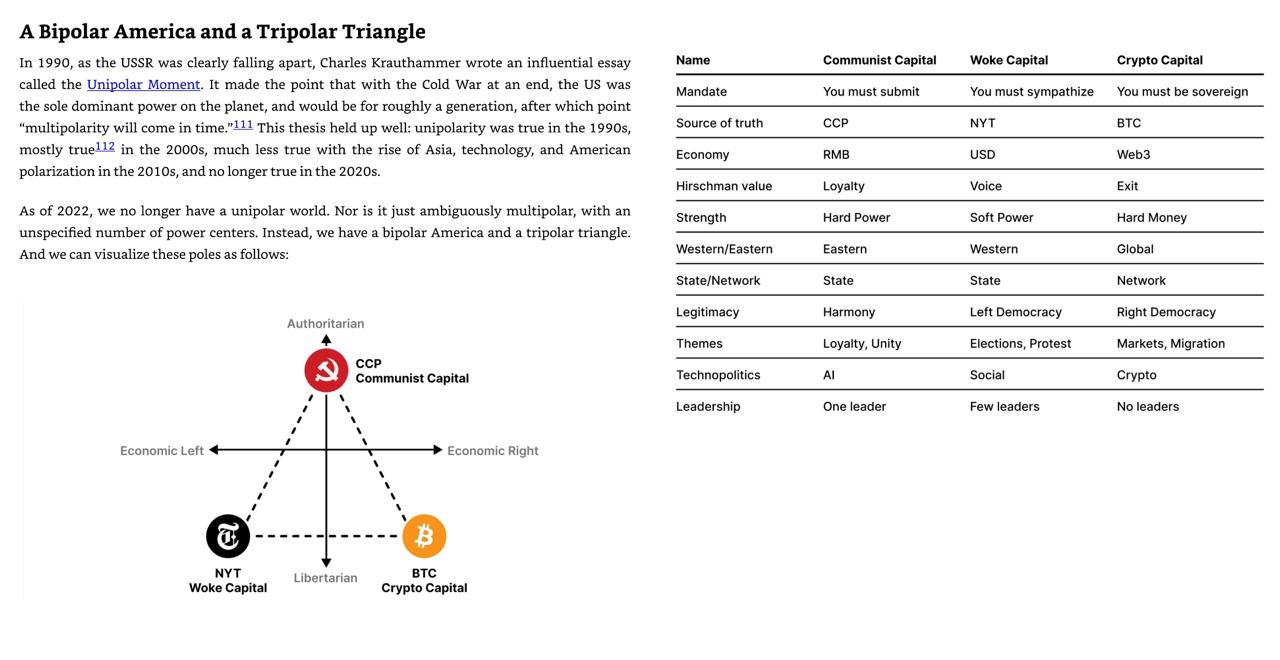 A Bipolar America and a Tripolar Triangle
In 1990, as the USSR was clearly falling apart, Charles Krauthammer wrote an influential essay
called the Unipolar Moment. It made the point that with the Cold War at an end, the US was
the sole dominant power on the planet, and would be for roughly a generation, after which point
“multipolarity will come in time.”111 This thesis held up well: unipolarity was true in the 1990s,
mostly true112 in the 2000s, much less true with the rise of Asia, technology, and American
polarization in the 2010s, and no longer true in the 2020s.
As of 2022, we no longer have a unipolar world. Nor is it just ambiguously multipolar, with an
unspecified number of power centers. Instead, we have a bipolar America and a tripolar triangle.
And we can visualize these poles as follows:
Authoritarian
CCP
Communist Capital
Economic Left
Economic Right
NYT
Woke Capital
Libertarian
BTC
Crypto Capital
Name Communist Capital Woke Capital Crypto Capital
Mandate You must submit You must sympathize You must be sovereign
Source of truth CCP NYT BTC
Economy RMB USD Web3
Hirschman value Loyalty Voice Exit
Strength Hard Power Soft Power Hard Money
Western/Eastern Eastern Western Global
State/Network State State Network
Legitimacy Harmony Left Democracy Right Democracy
Themes Loyalty, Unity Elections, Protest Markets, Migration
Technopolitics AI Social Crypto
Leadership One leader Few leaders No leaders